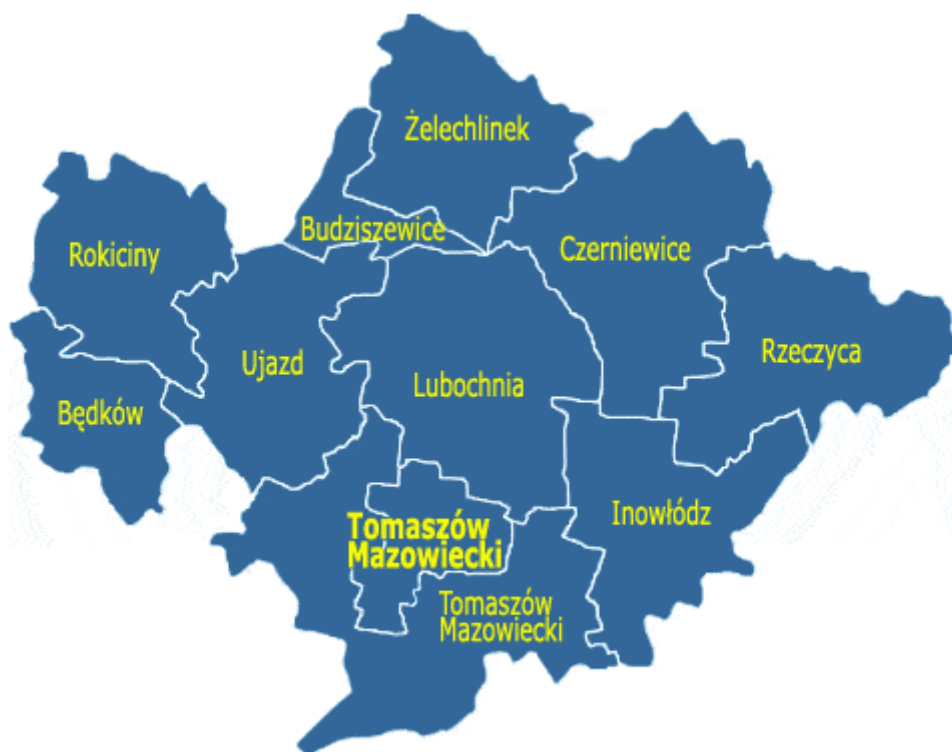 Żelechlinek
Budziszewice
Rokiciny
Czerniewice
Rzeczyca
Ujazd
Lubochnia
Będków
Inowłódz
Tomaszów
Mazowiecki
Tomaszów
Mazowiecki